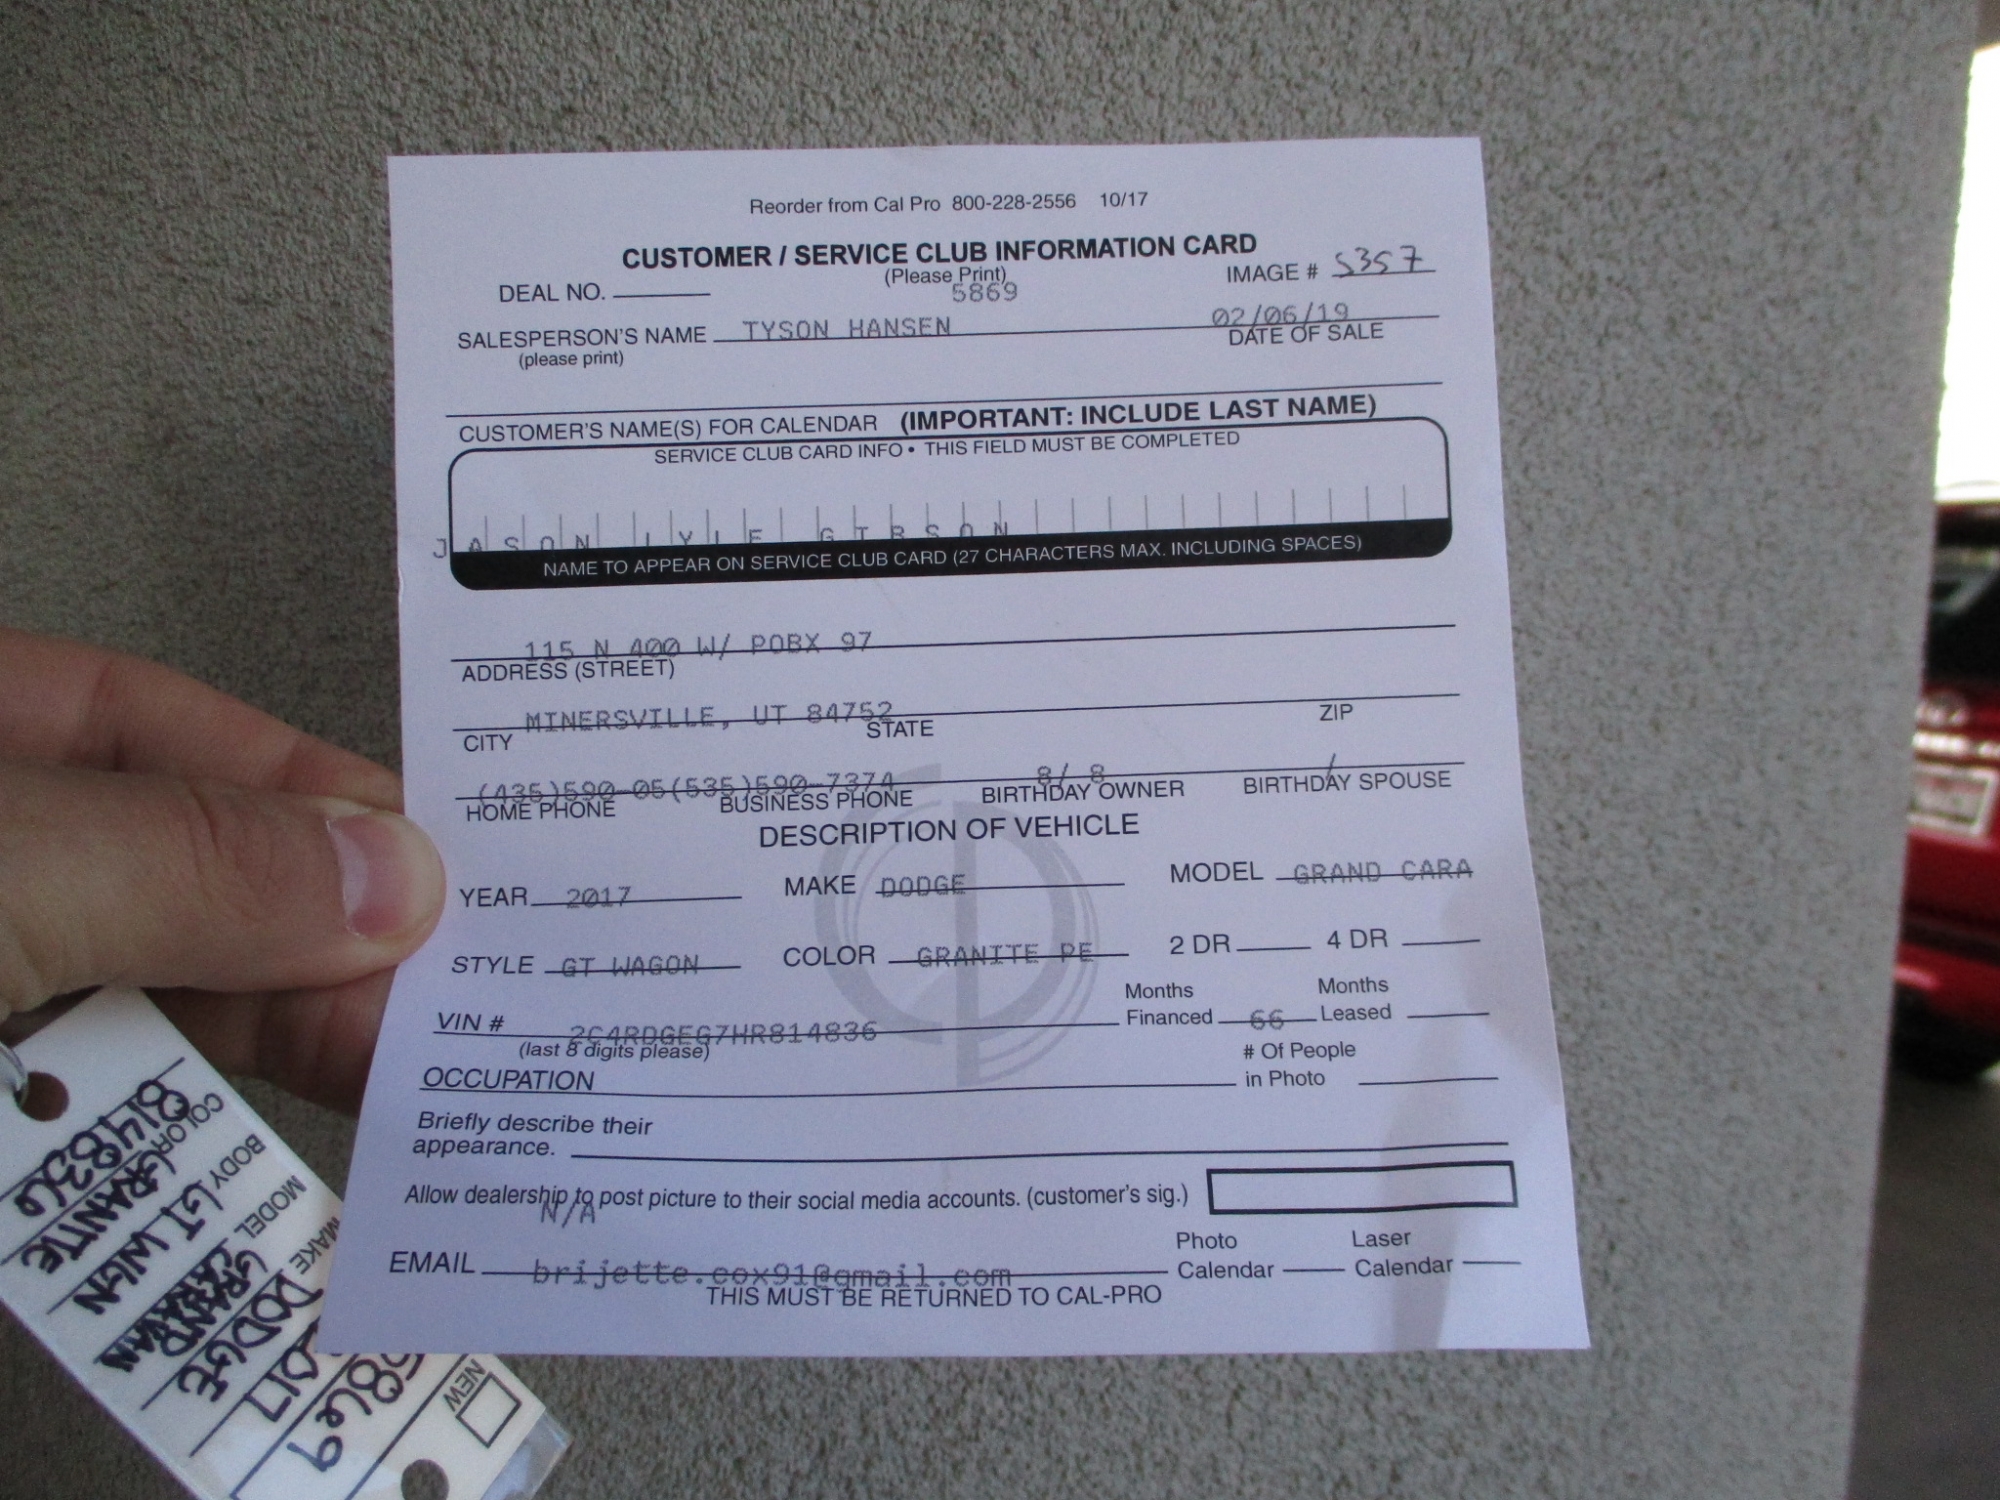 Reorder from Cal Pro 800-228-2556 10/17
CUSTOMER / SERVICE CLUB INFORMATION CARD
(Please Print)
IMAGE # 5357
DEAL NO. 5869
SALESPERSON'S NAME TYSON HANSEN 02/06/19
(please print) DATE OF SALE
CUSTOMER'S NAME(S) FOR CALENDAR (IMPORTANT: INCLUDE LAST NAME)
SERVICE CLUB CARD INFO • THIS FIELD MUST BE COMPLETED
JASON LYLE GIBSON
NAME TO APPEAR ON SERVICE CLUB CARD (27 CHARACTERS MAX. INCLUDING SPACES)
115 N 400 W/ POBX 97
ADDRESS (STREET)
MINERSVILLE, UT 84752
CITY STATE ZIP
(435)590-05(535)590-7374 8/ 8 /
HOME PHONE BUSINESS PHONE BIRTHDAY OWNER BIRTHDAY SPOUSE
DESCRIPTION OF VEHICLE
YEAR 2017 MAKE DODGE MODEL GRAND CARA
STYLE GT WAGON COLOR GRANITE PE 2 DR 4 DR
VIN # 2C4RDGEG7HR814836 Months Financed 66 Months Leased
(last 8 digits please)
OCCUPATION # Of People in Photo
Briefly describe their
appearance.
Allow dealership to post picture to their social media accounts. (customer's sig.)
N/A
EMAIL brijette.cox91@gmail.com Photo Calendar Laser Calendar
THIS MUST BE RETURNED TO CAL-PRO
814836
COLOR GRANITE
BODY GT WGN
MODEL GRAND CARAVAN
MAKE DODGE
2017
5869
NEW